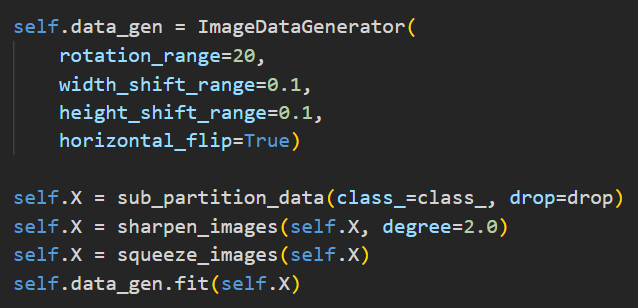 self.data_gen = ImageDataGenerator(
    rotation_range=20,
    width_shift_range=0.1,
    height_shift_range=0.1,
    horizontal_flip=True)

self.X = sub_partition_data(class_=class_, drop=drop)
self.X = sharpen_images(self.X, degree=2.0)
self.X = squeeze_images(self.X)
self.data_gen.fit(self.X)